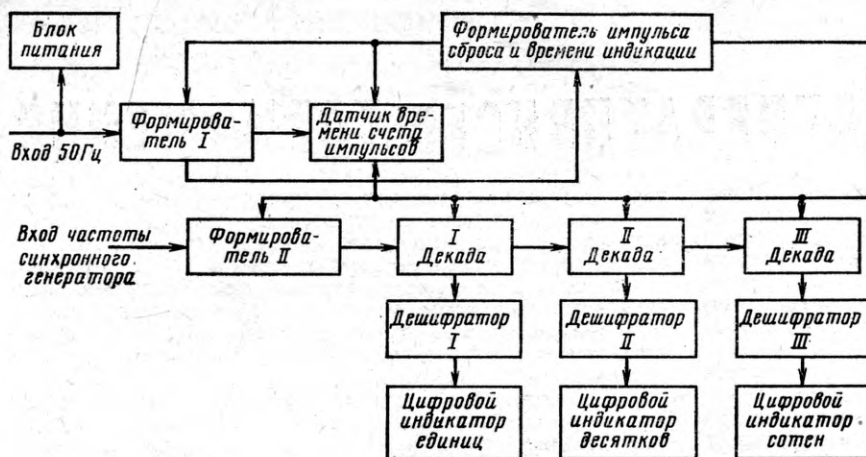 Блок
питания
Формирователь импульса
сброса и времени индикации
Вход 50Гц
Формирова-
тель I
Датчик вре-
мени счета
импульсов
Вход частоты
синхронного
генератора
Формирова-
тель II
I
Декада
II
Декада
III
Декада
Дешифратор
I
Дешифратор
II
Дешифратор
III
Цифровой
индикатор
единиц
Цифровой
индикатор
десятков
Цифровой
индикатор
сотен